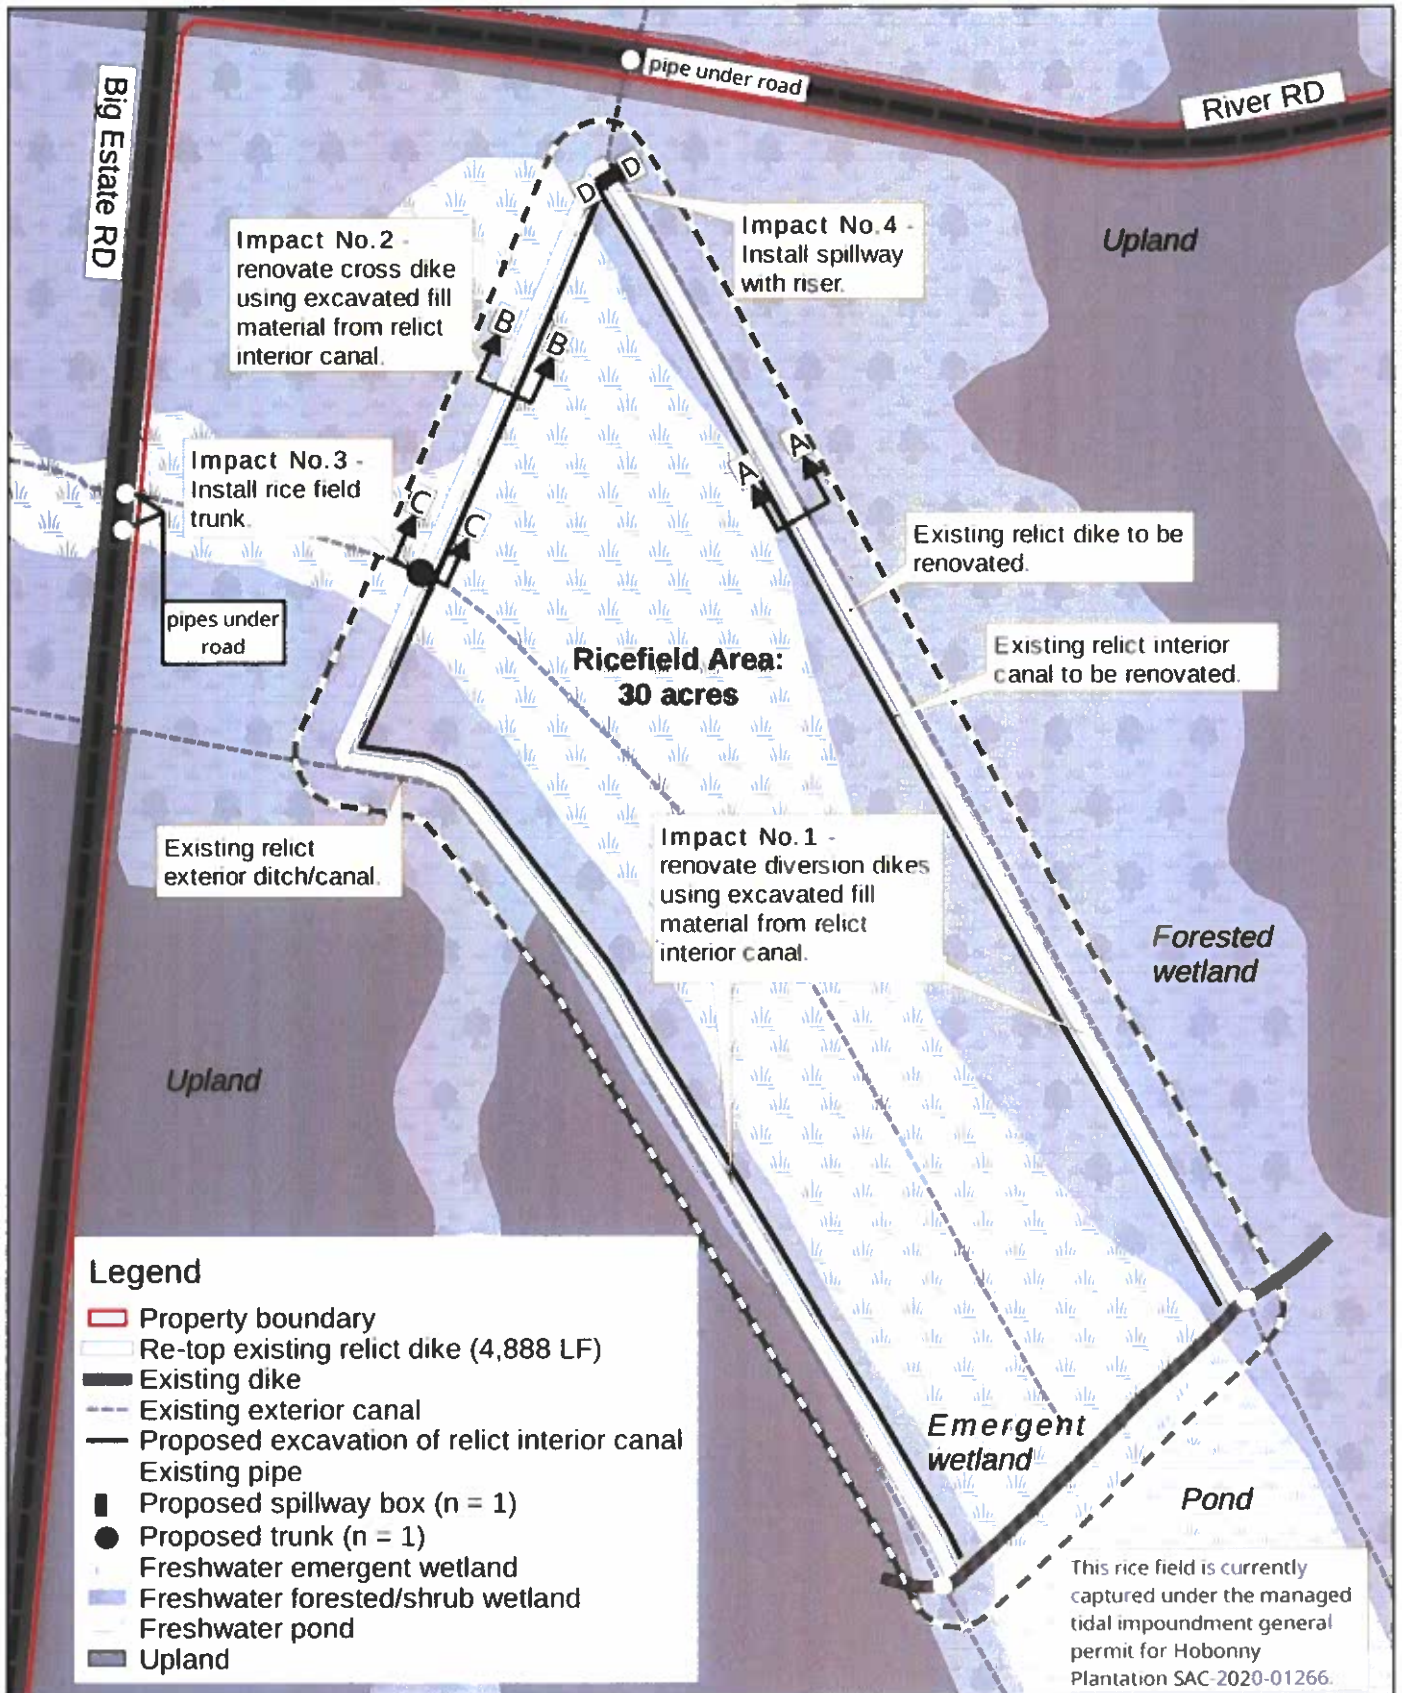 pipe under road
River RD
Big Estate RD
D
D
Impact No.2 -
renovate cross dike
using excavated fill
material from relict
interior canal.
Impact No.4 -
Install spillway
with riser.
Upland
B
B
A
A
Impact No.3 -
Install rice field
trunk.
C
C
Existing relict dike to be
renovated.
pipes under
road
Existing relict interior
canal to be renovated.
Ricefield Area:
30 acres
Existing relict
exterior ditch/canal.
Impact No.1 -
renovate diversion dikes
using excavated fill
material from relict
interior canal.
Forested
wetland
Upland
Legend
Property boundary
Re-top existing relict dike (4,888 LF)
Existing dike
Existing exterior canal
Proposed excavation of relict interior canal
Existing pipe
Proposed spillway box (n = 1)
Proposed trunk (n = 1)
Freshwater emergent wetland
Freshwater forested/shrub wetland
Freshwater pond
Upland
Emergent
wetland
Pond
This rice field is currently
captured under the managed
tidal impoundment general
permit for Hobonny
Plantation SAC-2020-01266.